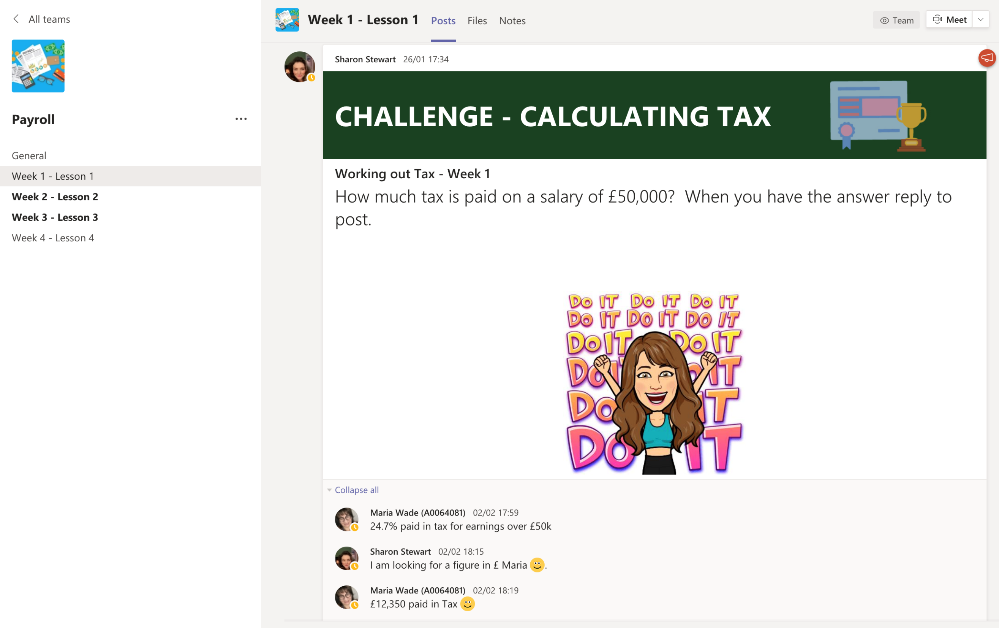 All teams
PAYROLL
Payroll
General
Week 1 - Lesson 1
Week 2 - Lesson 2
Week 3 - Lesson 3
Week 4 - Lesson 4
Week 1 - Lesson 1 Posts Files Notes
Team Meet
Sharon Stewart 26/01 17:34
CHALLENGE - CALCULATING TAX
Working out Tax - Week 1
How much tax is paid on a salary of £50,000? When you have the answer reply to
post.
DO IT DO IT DO IT
DO IT DO IT DO IT
DO IT DO IT
DO IT
DO IT
DO IT
Collapse all
Maria Wade (A0064081) 02/02 17:59
24.7% paid in tax for earnings over £50k
Sharon Stewart 02/02 18:15
I am looking for a figure in £ Maria 🙂.
Maria Wade (A0064081) 02/02 18:19
£12,350 paid in Tax 🙂